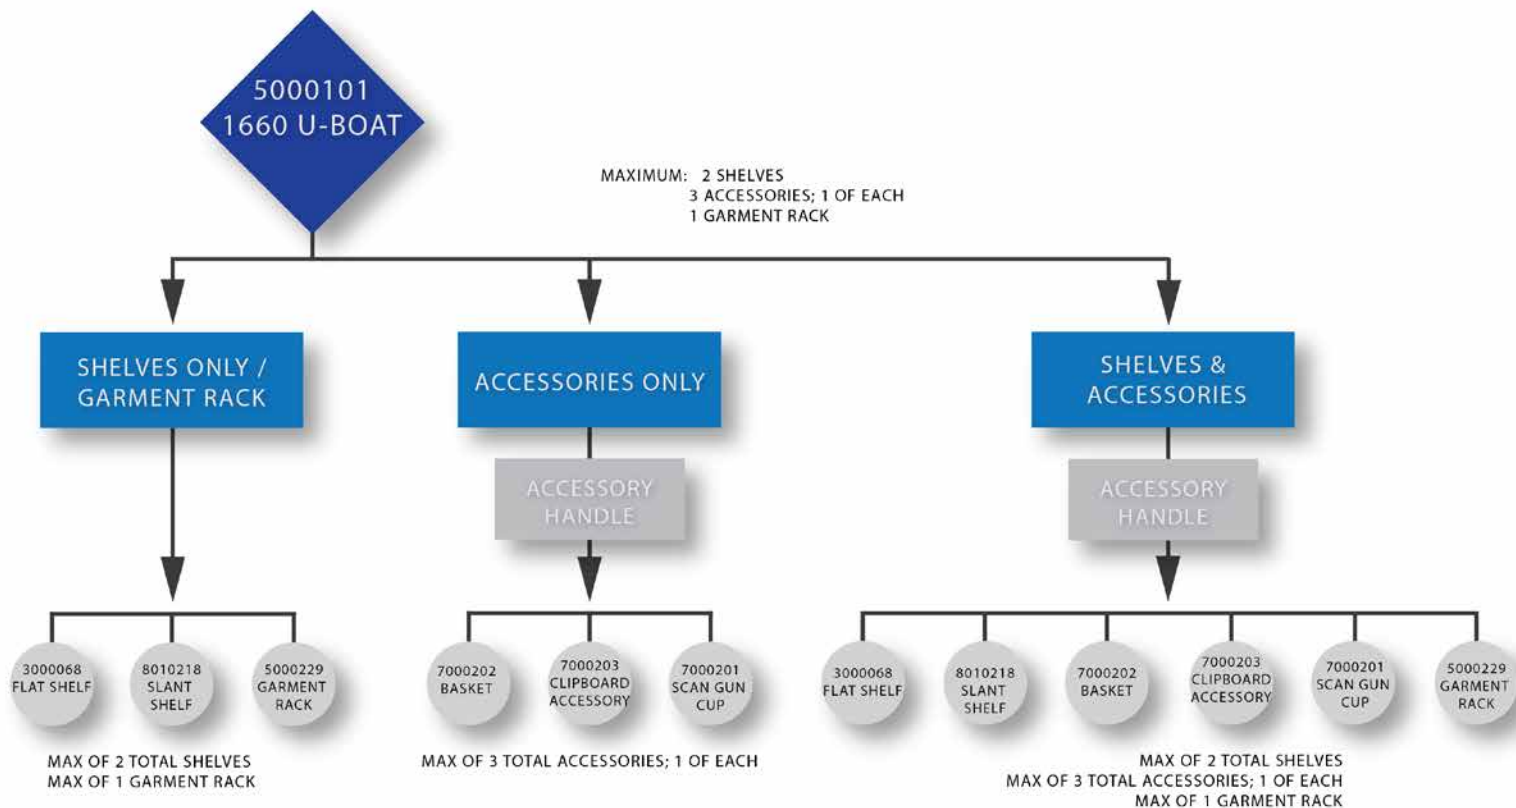 5000101
1660 U-BOAT
MAXIMUM: 2 SHELVES
3 ACCESSORIES; 1 OF EACH
1 GARMENT RACK
SHELVES ONLY /
GARMENT RACK
ACCESSORIES ONLY
SHELVES &
ACCESSORIES
ACCESSORY
HANDLE
ACCESSORY
HANDLE
3000068
FLAT SHELF
8010218
SLANT
SHELF
5000229
GARMENT
RACK
MAX OF 2 TOTAL SHELVES
MAX OF 1 GARMENT RACK
7000202
BASKET
7000203
CLIPBOARD
ACCESSORY
7000201
SCAN GUN
CUP
MAX OF 3 TOTAL ACCESSORIES; 1 OF EACH
3000068
FLAT SHELF
8010218
SLANT
SHELF
7000202
BASKET
7000203
CLIPBOARD
ACCESSORY
7000201
SCAN GUN
CUP
5000229
GARMENT
RACK
MAX OF 2 TOTAL SHELVES
MAX OF 3 TOTAL ACCESSORIES; 1 OF EACH
MAX OF 1 GARMENT RACK